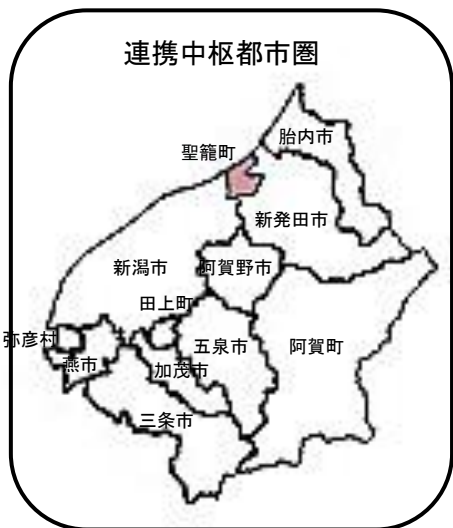 連携中枢都市圏
胎内市
聖籠町
新発田市
新潟市
阿賀野市
田上町
弥彦村
五泉市
阿賀町
燕市
加茂市
三条市